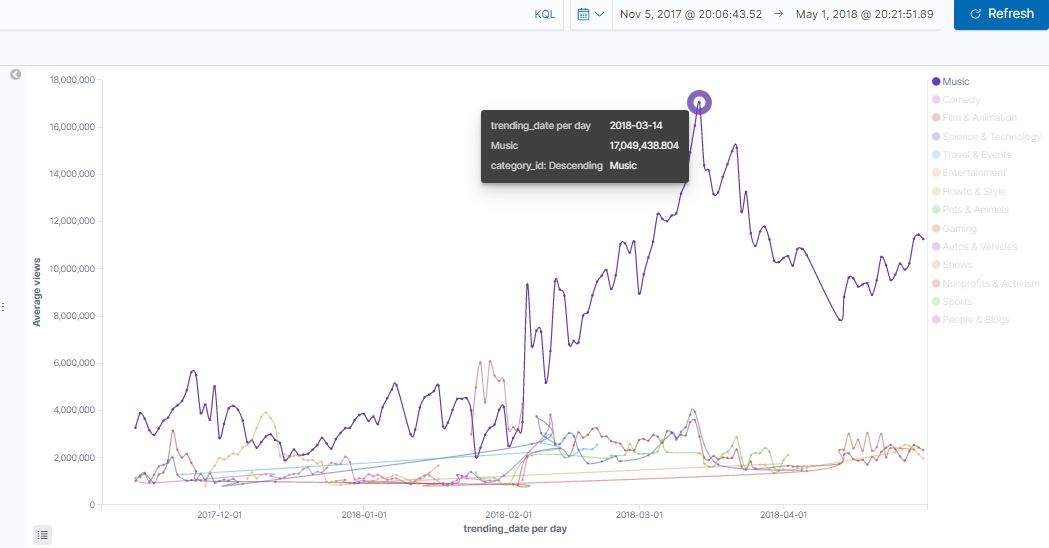 KQL
Nov 5, 2017 @ 20:06:43.52 → May 1, 2018 @ 20:21:51.89
Refresh
18,000,000
16,000,000
14,000,000
12,000,000
10,000,000
8,000,000
6,000,000
4,000,000
2,000,000
0
Average views
trending_date per day 2018-03-14
Music 17,049,438.804
category_id: Descending Music
2017-12-01
2018-01-01
2018-02-01
2018-03-01
2018-04-01
trending_date per day
Music
Comedy
Film & Animation
Science & Technology
Travel & Events
Entertainment
Howto & Style
Pets & Animals
Gaming
Autos & Vehicles
Shows
Nonprofits & Activism
Sports
People & Blogs